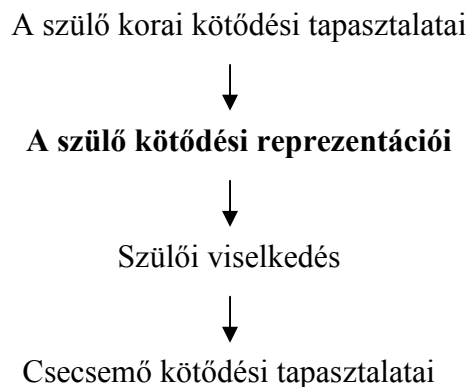 A szülő korai kötődési tapasztalatai
A szülő kötődési reprezentációi
Szülői viselkedés
Csecsemő kötődési tapasztalatai